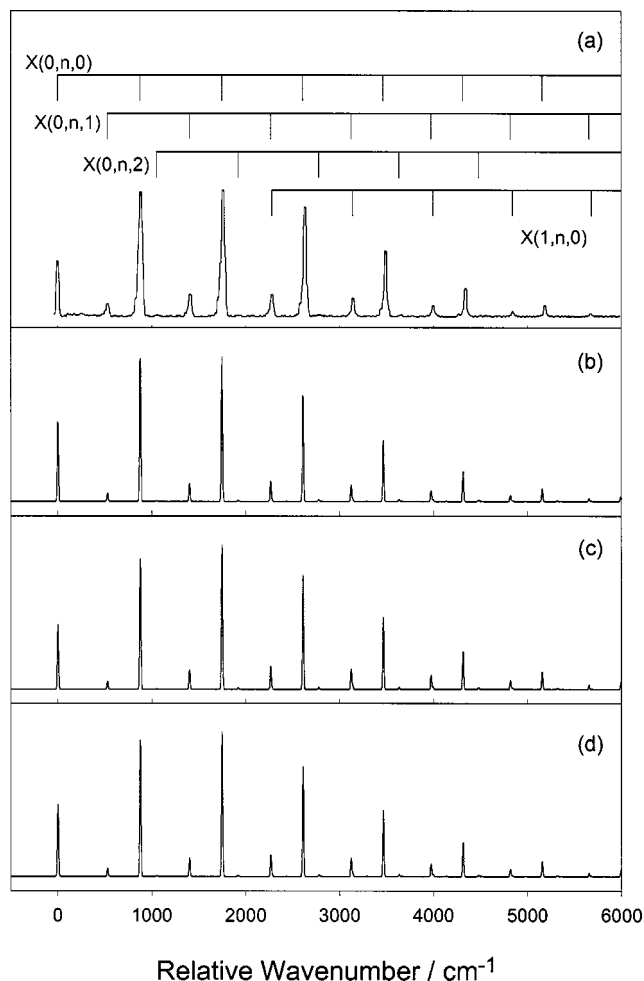 (a)
X(0,n,0)
X(0,n,1)
X(0,n,2)
X(1,n,0)
(b)
(c)
(d)
0 1000 2000 3000 4000 5000 6000
Relative Wavenumber / cm⁻¹